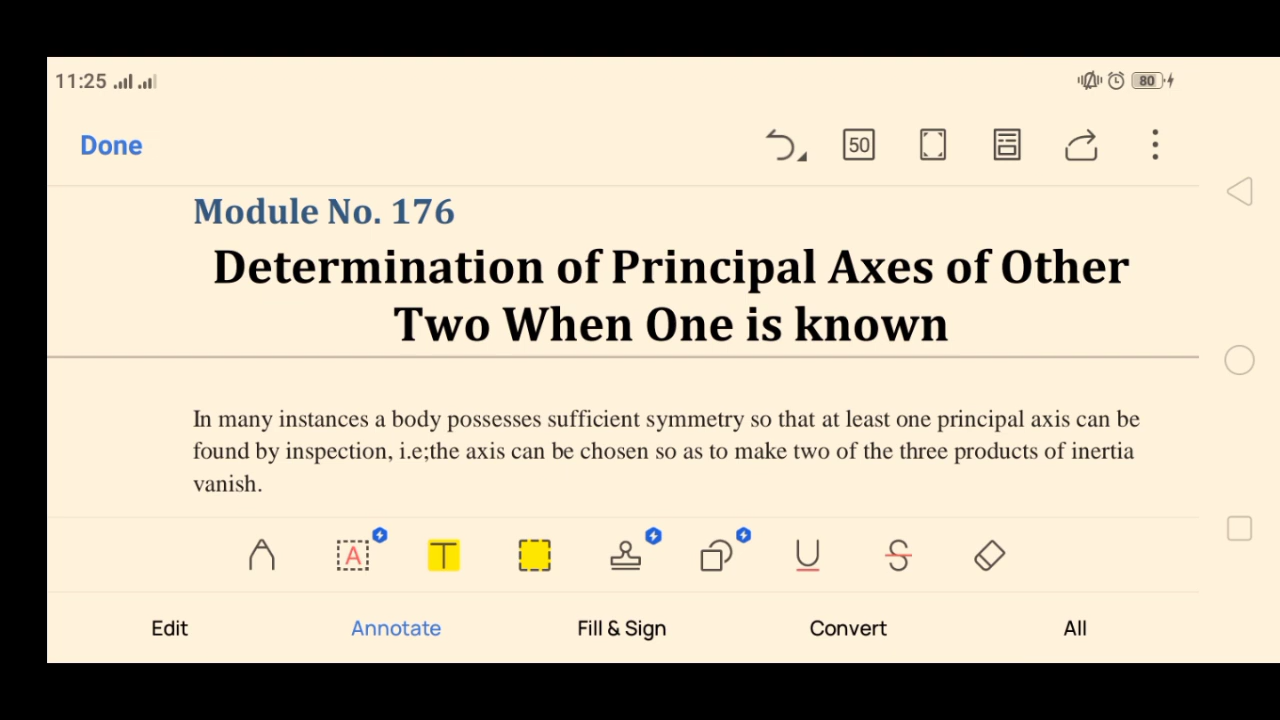 11:25
80
Done
50
Module No. 176
Determination of Principal Axes of Other
Two When One is known
In many instances a body possesses sufficient symmetry so that at least one principal axis can be
found by inspection, i.e;the axis can be chosen so as to make two of the three products of inertia
vanish.
A T U S
Edit Annotate Fill & Sign Convert All